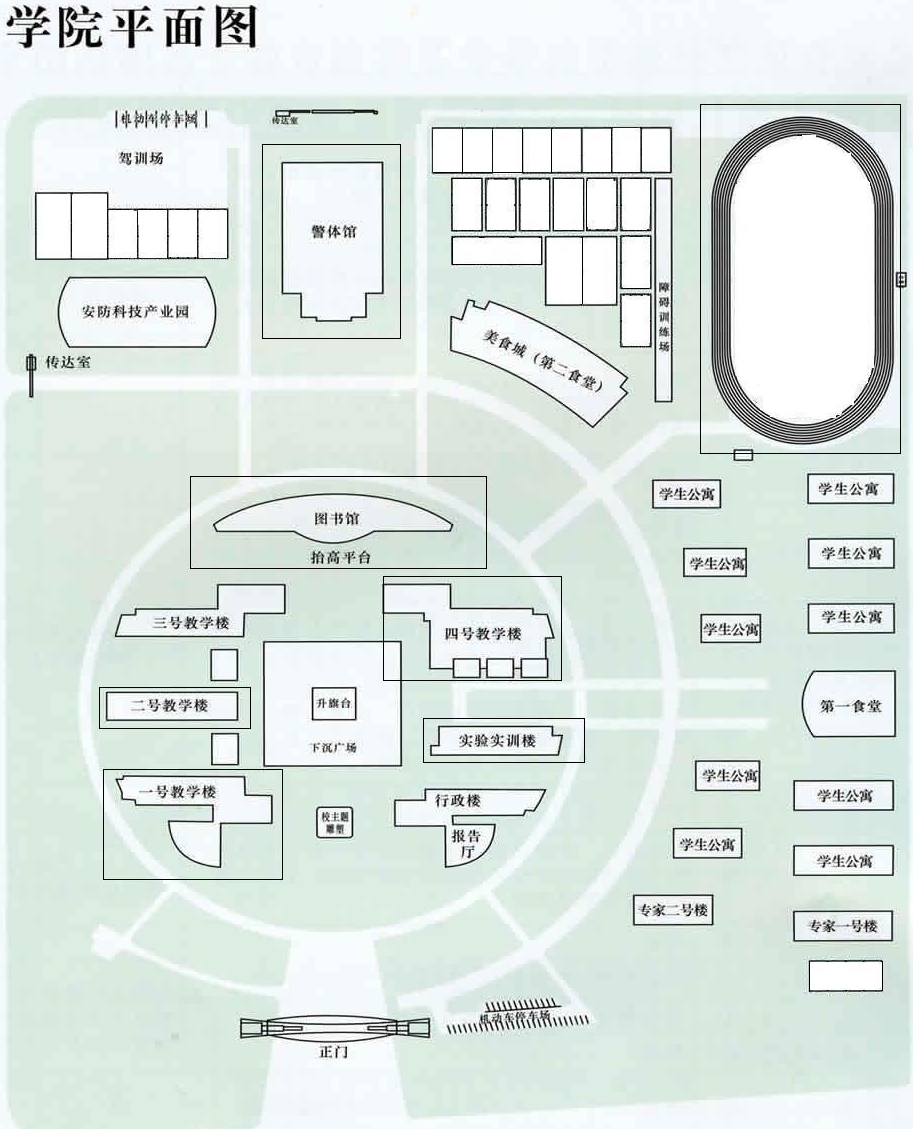 学院平面图
机动车停车场
传达室
驾训场
警体馆
安防科技产业园
传达室
障碍训练场
美食城（第二食堂）
图书馆
抬高平台
学生公寓
学生公寓
学生公寓
学生公寓
学生公寓
学生公寓
三号教学楼
四号教学楼
二号教学楼
升旗台
下沉广场
实验实训楼
第一食堂
一号教学楼
校主题
雕塑
行政楼
报告
厅
学生公寓
学生公寓
学生公寓
学生公寓
专家二号楼
专家一号楼
机动车停车场
正门